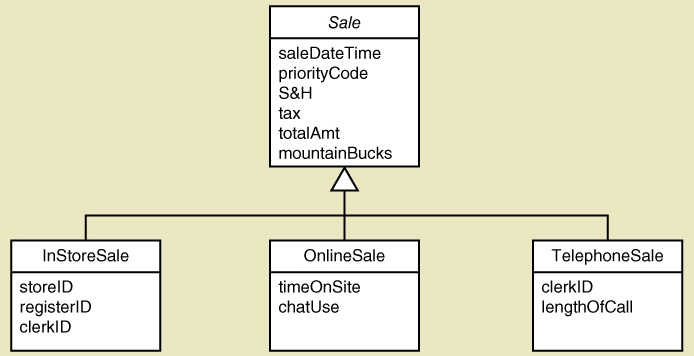 Sale
saleDateTime
priorityCode
S&H
tax
totalAmt
mountainBucks
InStoreSale
storeID
registerID
clerkID
OnlineSale
timeOnSite
chatUse
TelephoneSale
clerkID
lengthOfCall